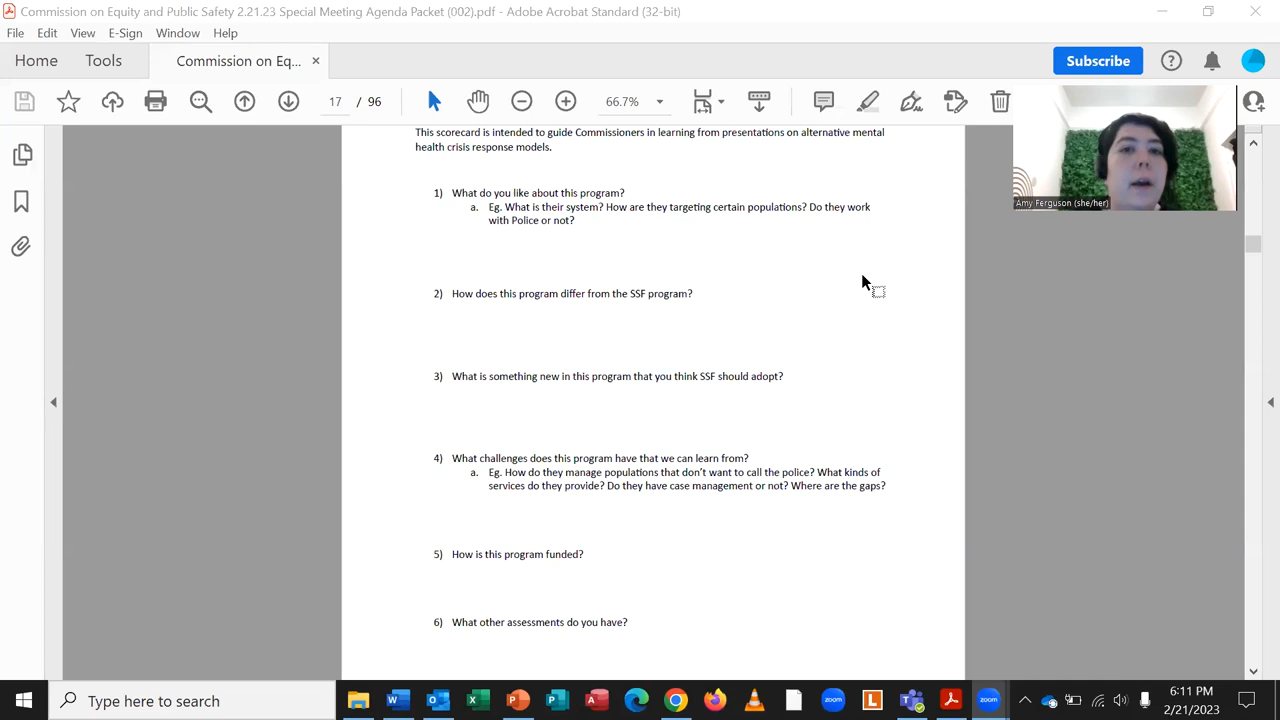 Commission on Equity and Public Safety 2.21.23 Special Meeting Agenda Packet (002).pdf - Adobe Acrobat Standard (32-bit)
File Edit View E-Sign Window Help
Home Tools Commission on Eq... × Subscribe
17 / 96 66.7%
This scorecard is intended to guide Commissioners in learning from presentations on alternative mental
health crisis response models.
1) What do you like about this program?
a. Eg. What is their system? How are they targeting certain populations? Do they work
with Police or not?
Amy Ferguson (she/her)
2) How does this program differ from the SSF program?
3) What is something new in this program that you think SSF should adopt?
4) What challenges does this program have that we can learn from?
a. Eg. How do they manage populations that don't want to call the police? What kinds of
services do they provide? Do they have case management or not? Where are the gaps?
5) How is this program funded?
6) What other assessments do you have?
Type here to search
zoom
zoom
6:11 PM
2/21/2023